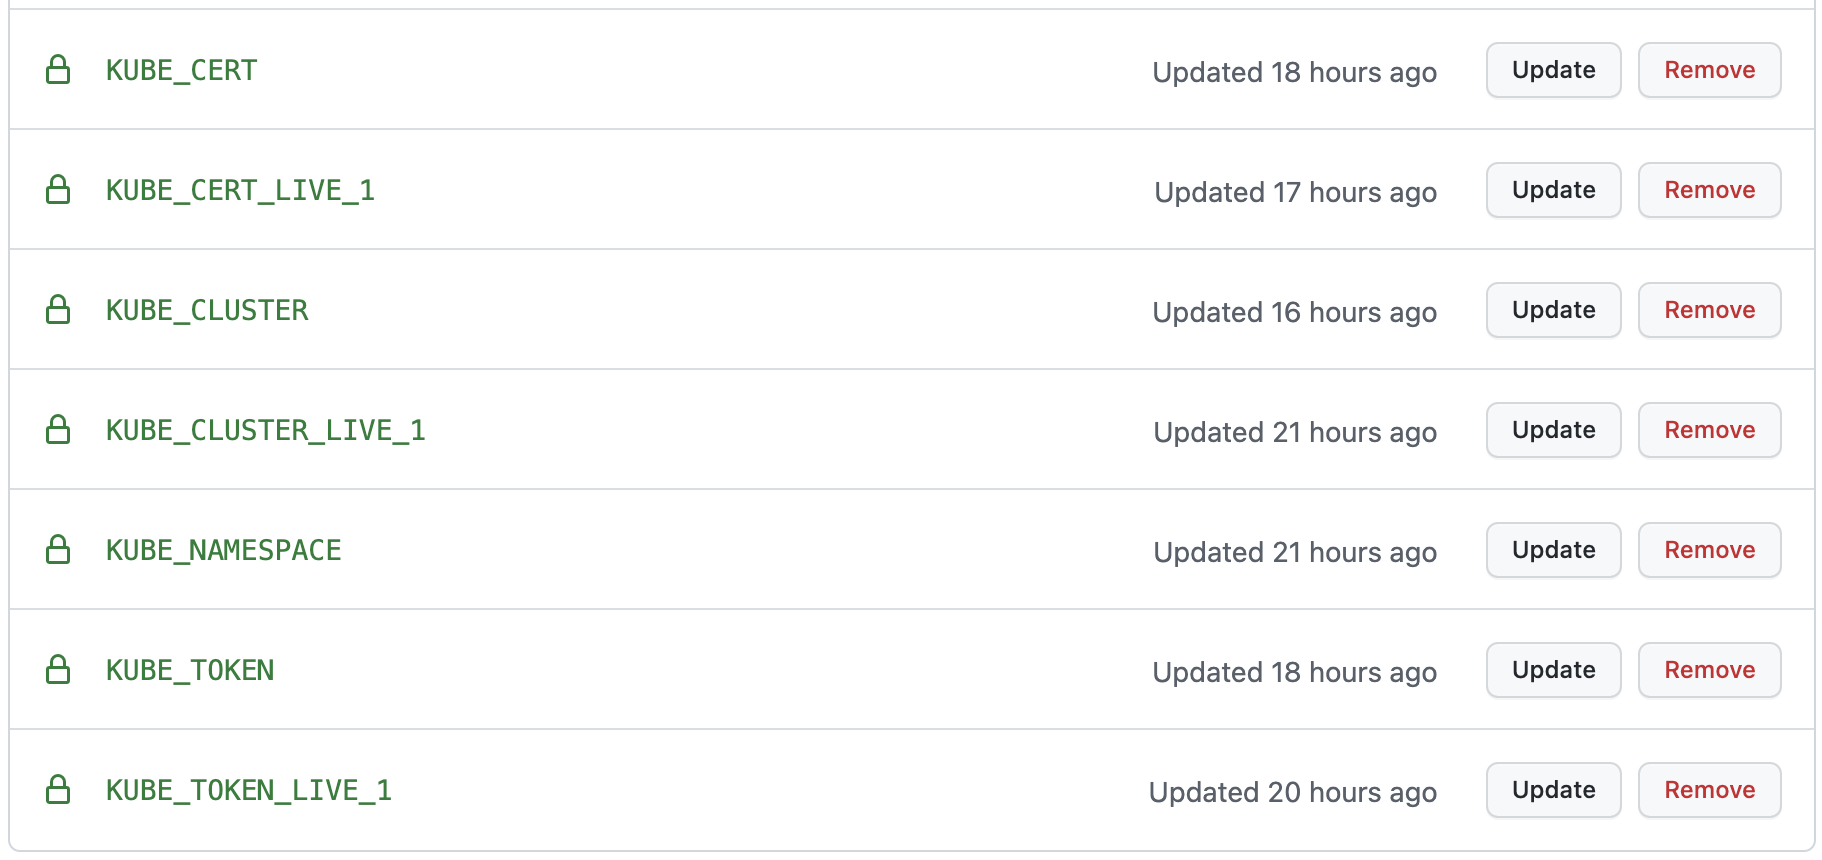 KUBE_CERT Updated 18 hours ago Update Remove
KUBE_CERT_LIVE_1 Updated 17 hours ago Update Remove
KUBE_CLUSTER Updated 16 hours ago Update Remove
KUBE_CLUSTER_LIVE_1 Updated 21 hours ago Update Remove
KUBE_NAMESPACE Updated 21 hours ago Update Remove
KUBE_TOKEN Updated 18 hours ago Update Remove
KUBE_TOKEN_LIVE_1 Updated 20 hours ago Update Remove